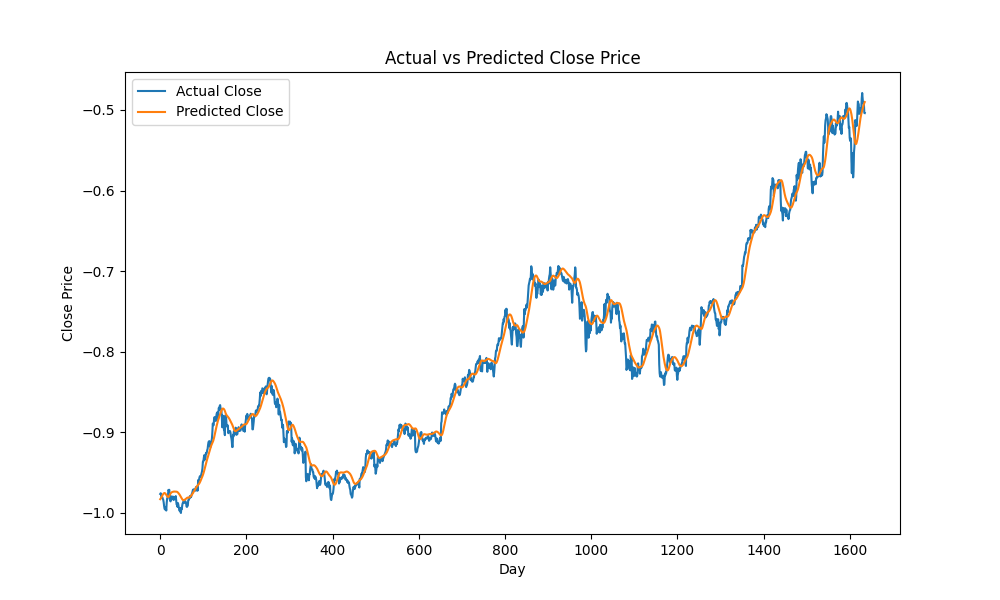 Actual vs Predicted Close Price
Actual Close
Predicted Close
Close Price
−0.5
−0.6
−0.7
−0.8
−0.9
−1.0
0 200 400 600 800 1000 1200 1400 1600
Day